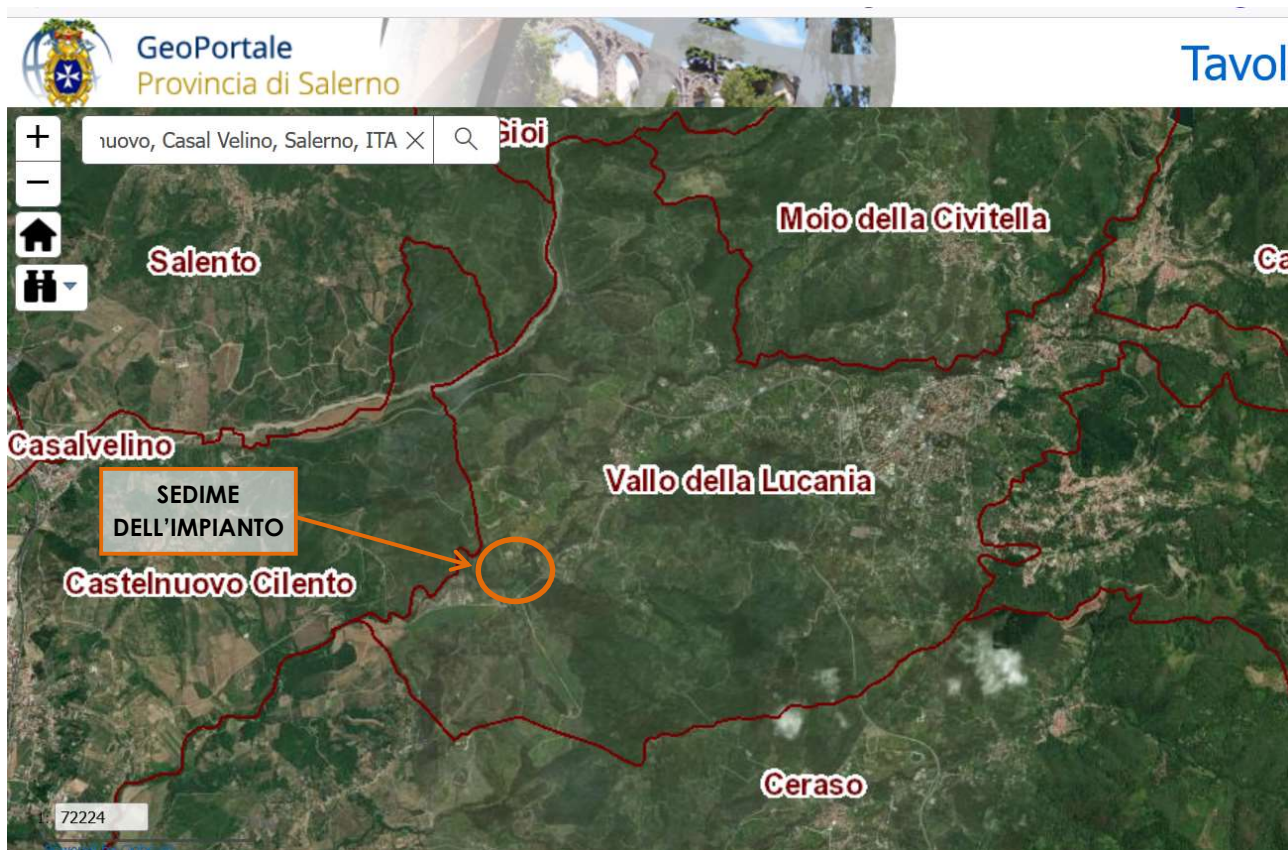 GeoPortale
Provincia di Salerno
Tavol
+
nuovo, Casal Velino, Salerno, ITA ×
Gioi
−
Moio della Civitella
Salento
Ca
Casalvelino
Vallo della Lucania
SEDIME
DELL'IMPIANTO
Castelnuovo Cilento
Ceraso
72224